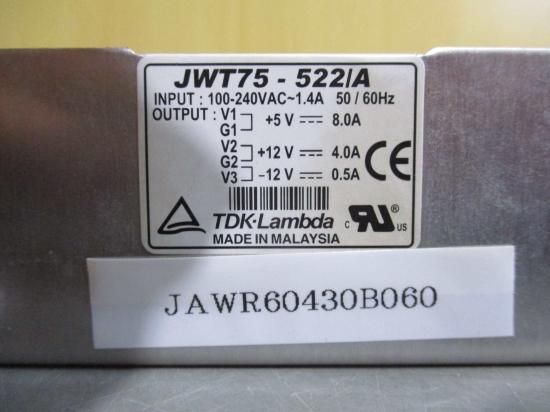 JWT75 - 522/A
INPUT : 100-240VAC~1.4A 50 / 60Hz
OUTPUT : V1
G1
+5 V ⎓ 8.0A
V2
G2
+12 V ⎓ 4.0A
V3
-12 V ⎓ 0.5A
CE
TDK·Lambda
c RU US
MADE IN MALAYSIA
JAWR60430B060